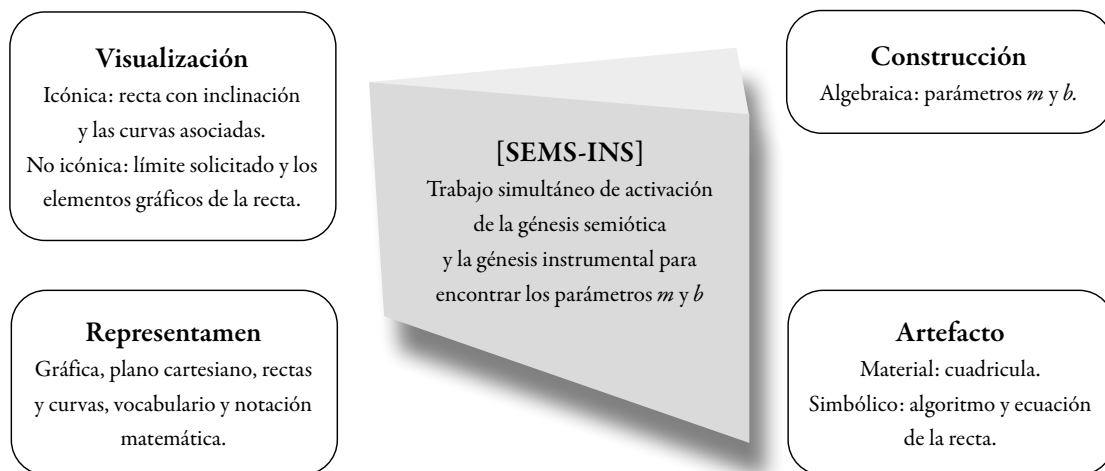 Visualización
Icónica: recta con inclinación
y las curvas asociadas.
No icónica: límite solicitado y los
elementos gráficos de la recta.
Representamen
Gráfica, plano cartesiano, rectas
y curvas, vocabulario y notación
matemática.
[SEMS-INS]
Trabajo simultáneo de activación
de la génesis semiótica
y la génesis instrumental para
encontrar los parámetros m y b
Construcción
Algebraica: parámetros m y b.
Artefacto
Material: cuadricula.
Simbólico: algoritmo y ecuación
de la recta.